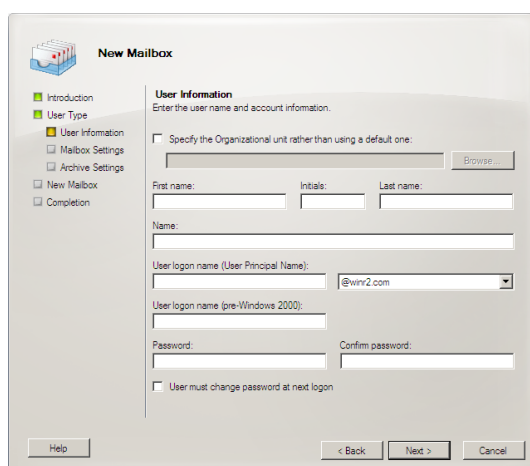 New Mailbox
Introduction
User Type
User Information
Mailbox Settings
Archive Settings
New Mailbox
Completion
User Information
Enter the user name and account information.
Specify the Organizational unit rather than using a default one:
Browse...
First name: Initials: Last name:
Name:
User logon name (User Principal Name):
@winr2.com
User logon name (pre-Windows 2000):
Password: Confirm password:
User must change password at next logon
Help < Back Next > Cancel